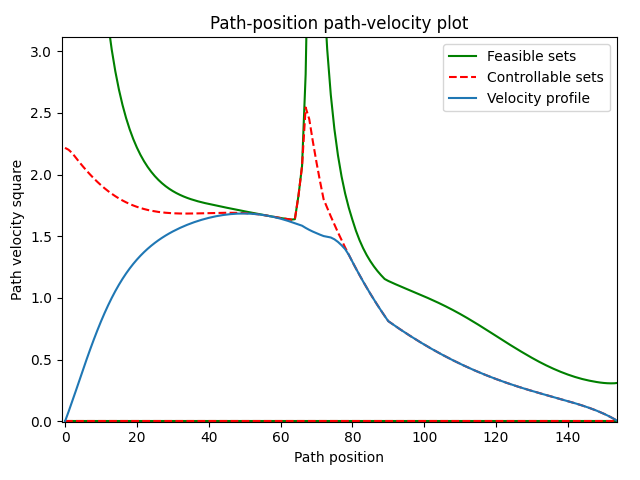 Path-position path-velocity plot
Path velocity square
3.0
2.5
2.0
1.5
1.0
0.5
0.0
Feasible sets
Controllable sets
Velocity profile
0 20 40 60 80 100 120 140
Path position